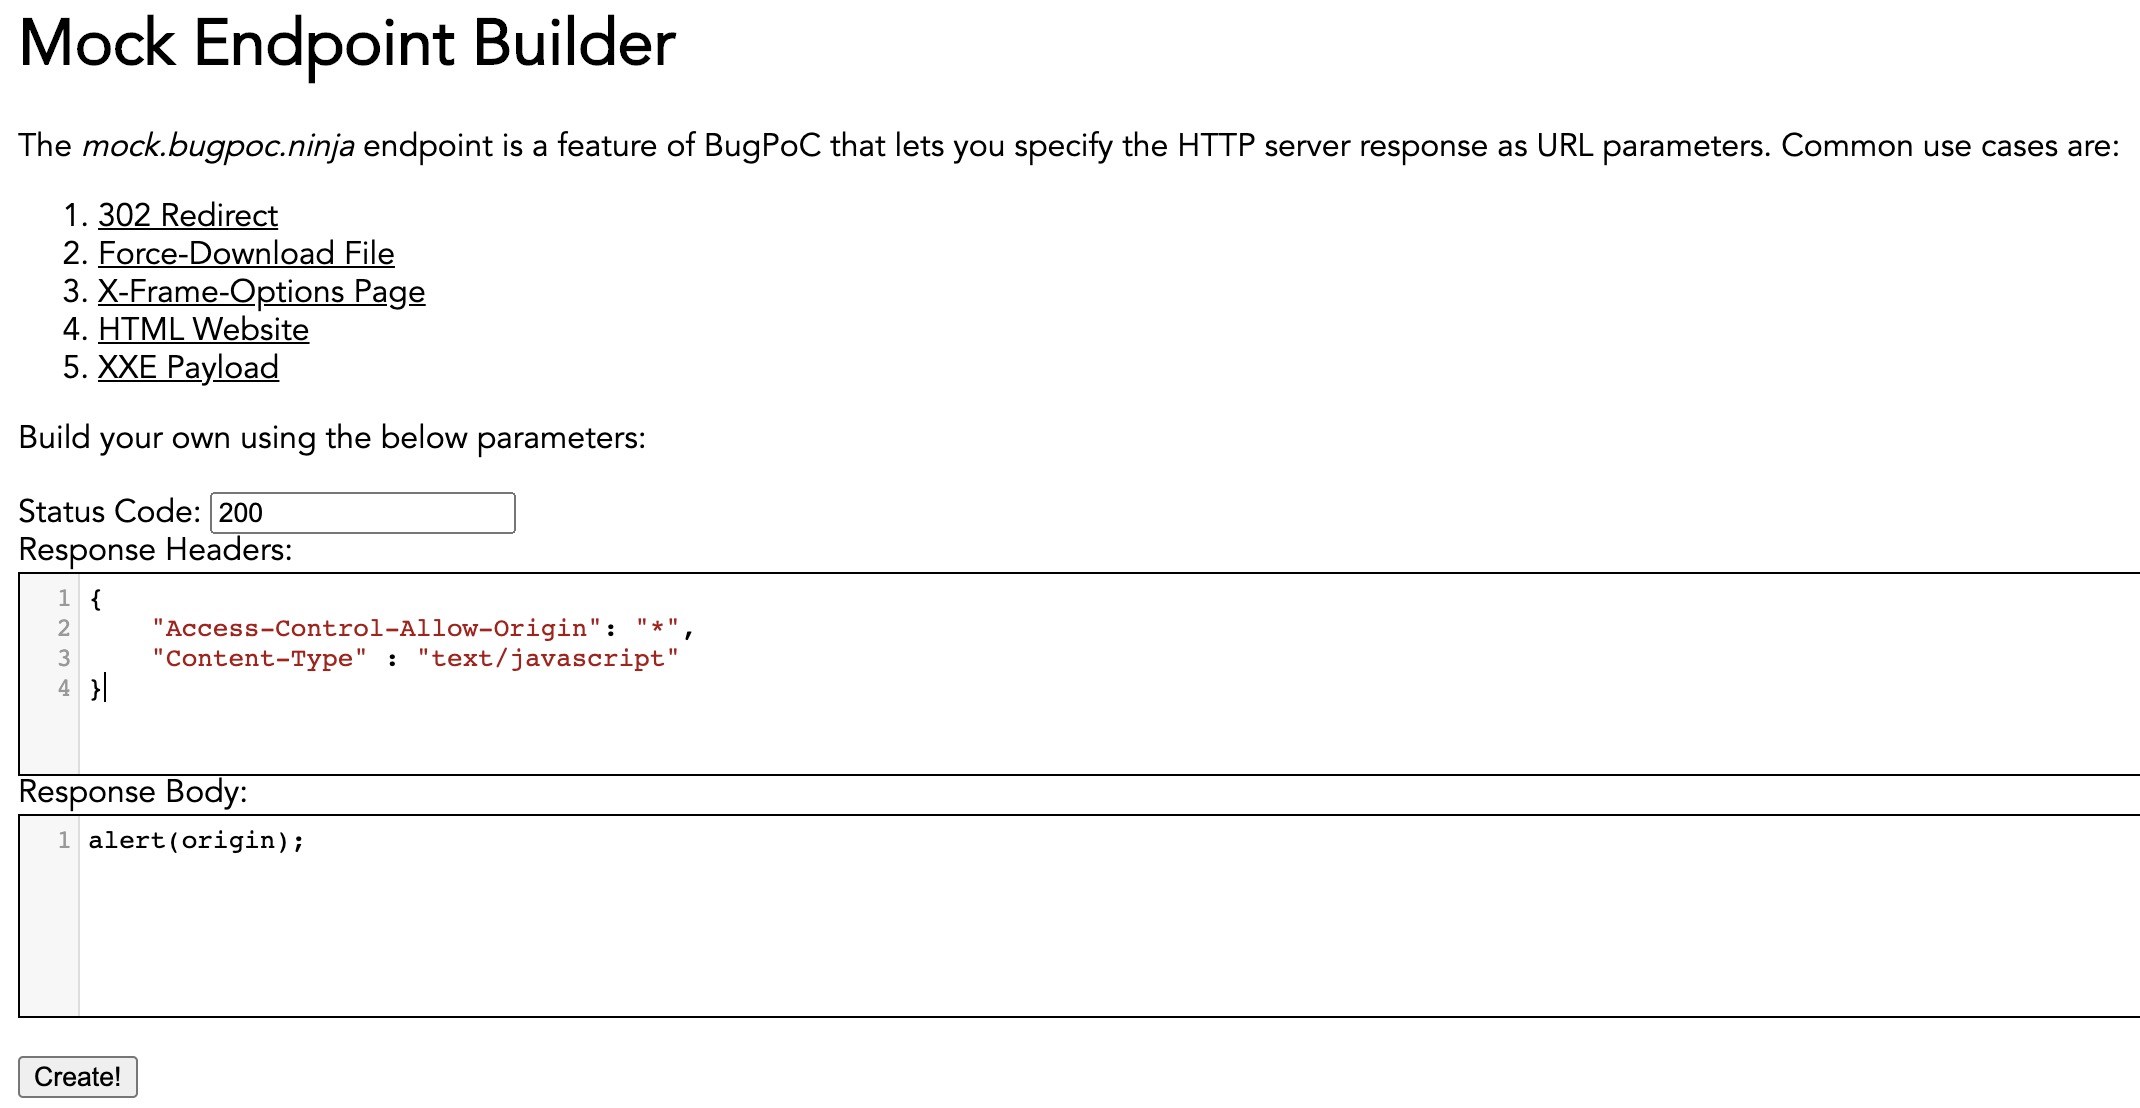 Mock Endpoint Builder
The mock.bugpoc.ninja endpoint is a feature of BugPoC that lets you specify the HTTP server response as URL parameters. Common use cases are:
1. 302 Redirect
2. Force-Download File
3. X-Frame-Options Page
4. HTML Website
5. XXE Payload
Build your own using the below parameters:
Status Code: 200
Response Headers:
1 {
2     "Access-Control-Allow-Origin": "*",
3     "Content-Type" : "text/javascript"
4 }
Response Body:
1 alert(origin);
Create!